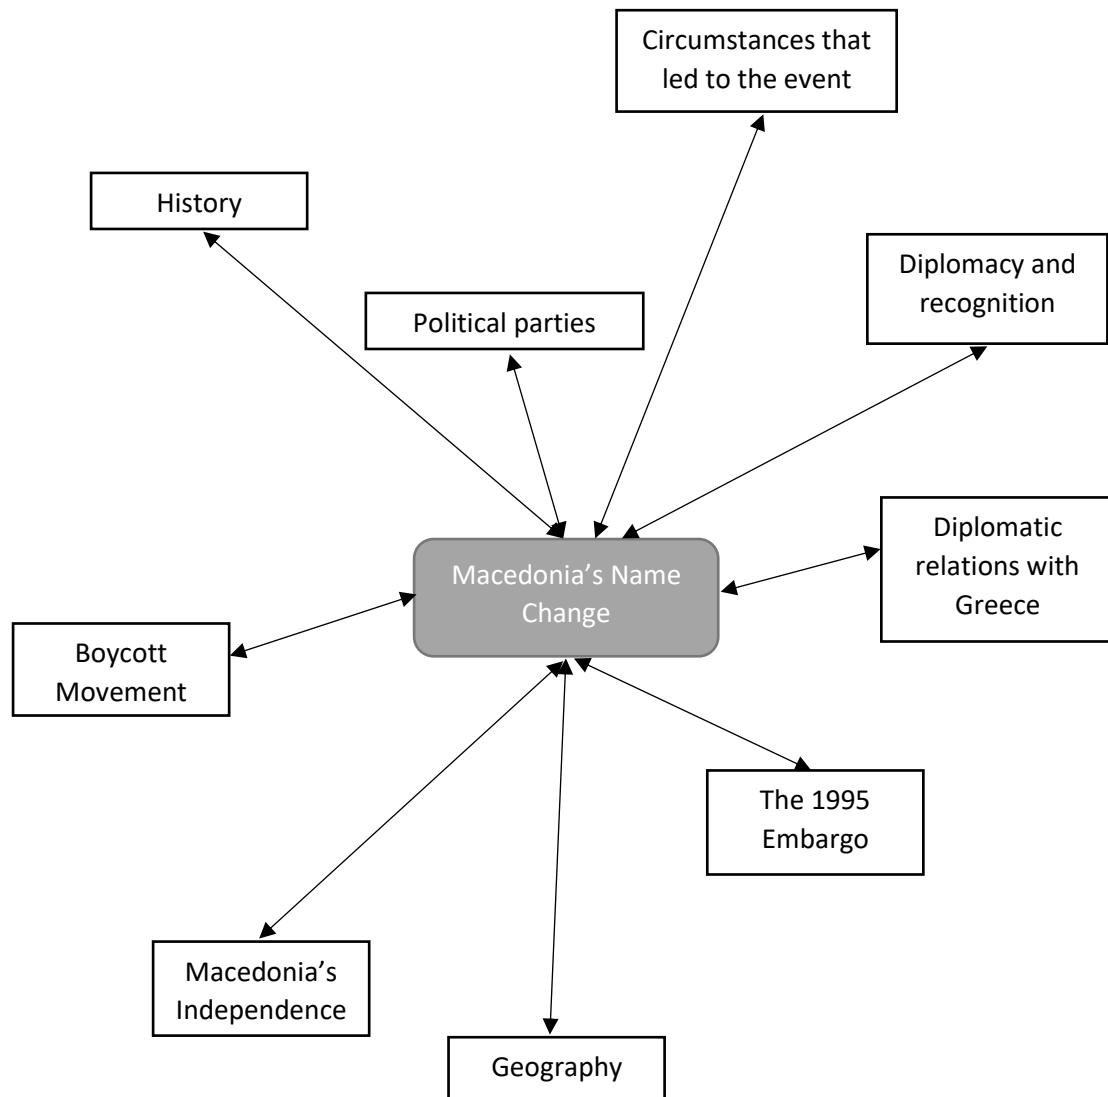 Circumstances that
led to the event
History
Diplomacy and
recognition
Political parties
Diplomatic
relations with
Greece
Macedonia’s Name
Change
Boycott
Movement
The 1995
Embargo
Macedonia’s
Independence
Geography